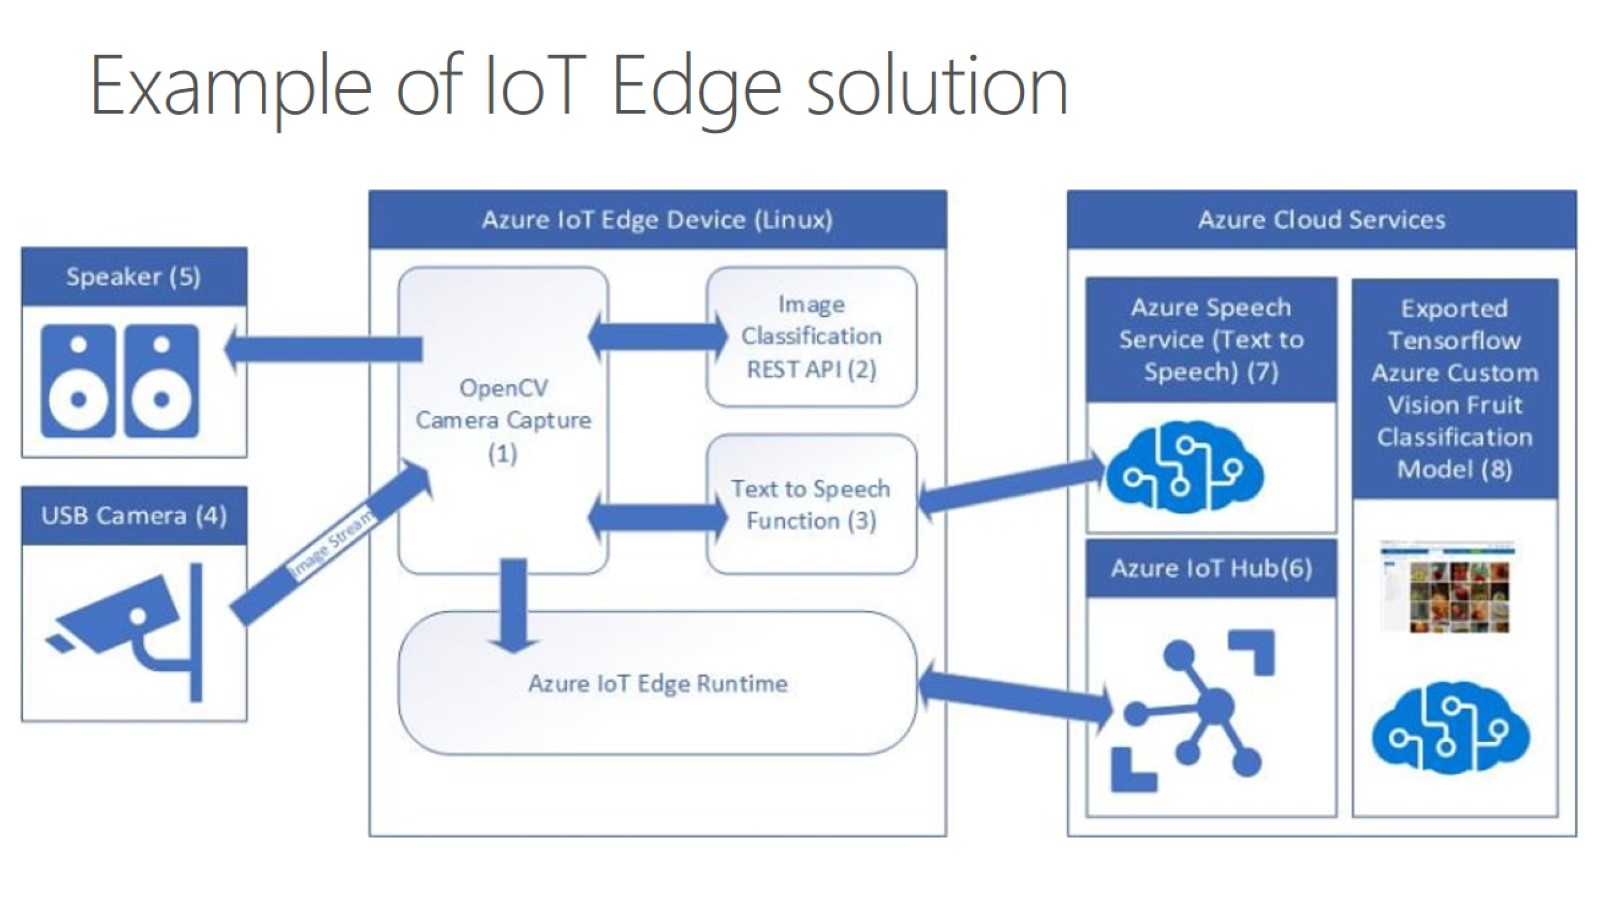 Example of IoT Edge solution
Azure IoT Edge Device (Linux)
Azure Cloud Services
Speaker (5)
USB Camera (4)
Image Stream
OpenCV
Camera Capture
(1)
Image
Classification
REST API (2)
Text to Speech
Function (3)
Azure IoT Edge Runtime
Azure Speech
Service (Text to
Speech) (7)
Azure IoT Hub(6)
Exported
Tensorflow
Azure Custom
Vision Fruit
Classification
Model (8)